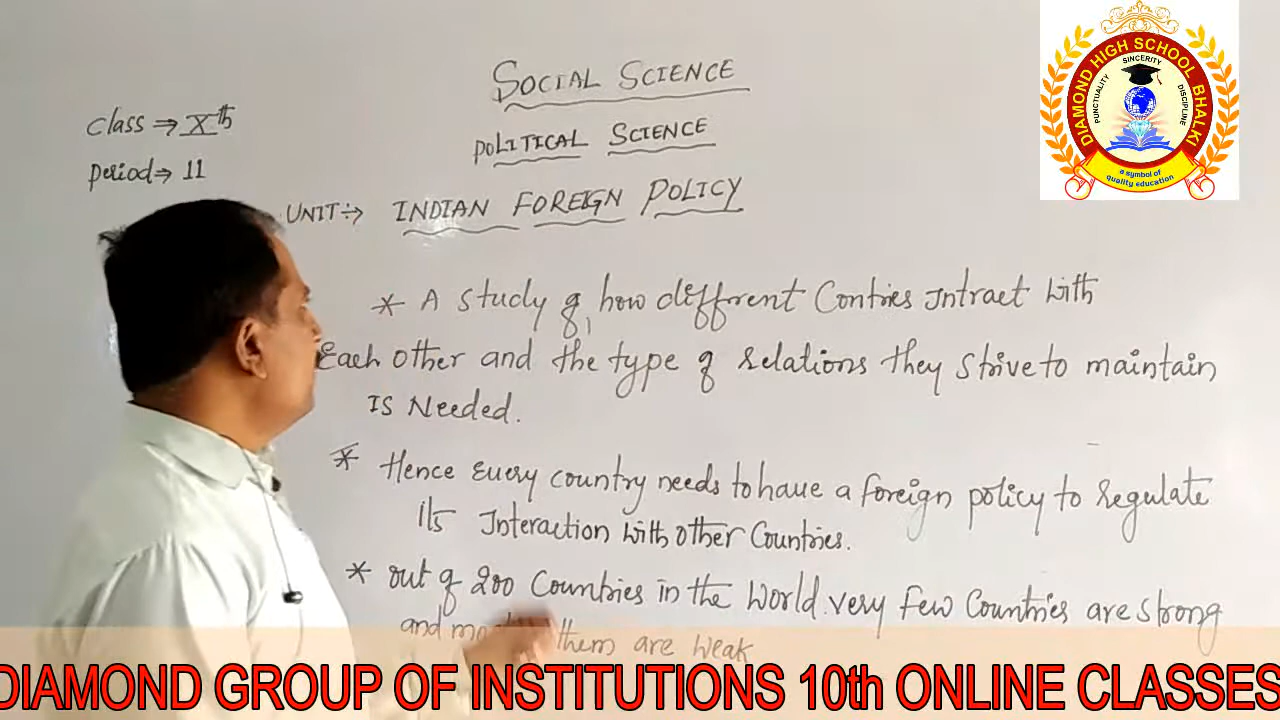 SOCIAL SCIENCE
Class ⇒ Xth
POLITICAL SCIENCE
Period ⇒ 11
UNIT ÷> INDIAN FOREIGN POLICY
* A Study of how different Contries Intract with
Each other and the type of relations they strive to maintain
Is Needed.
* Hence Every country needs to have a foreign policy to regulate
Its Interaction with other Countries.
* out of 200 Countries in the World very few Countries are strong
and them are weak
DIAMOND HIGH SCHOOL BHALKI
PUNCTUALITY
SINCERITY
DISCIPLINE
a symbol of
quality education
DIAMOND GROUP OF INSTITUTIONS 10th ONLINE CLASSES